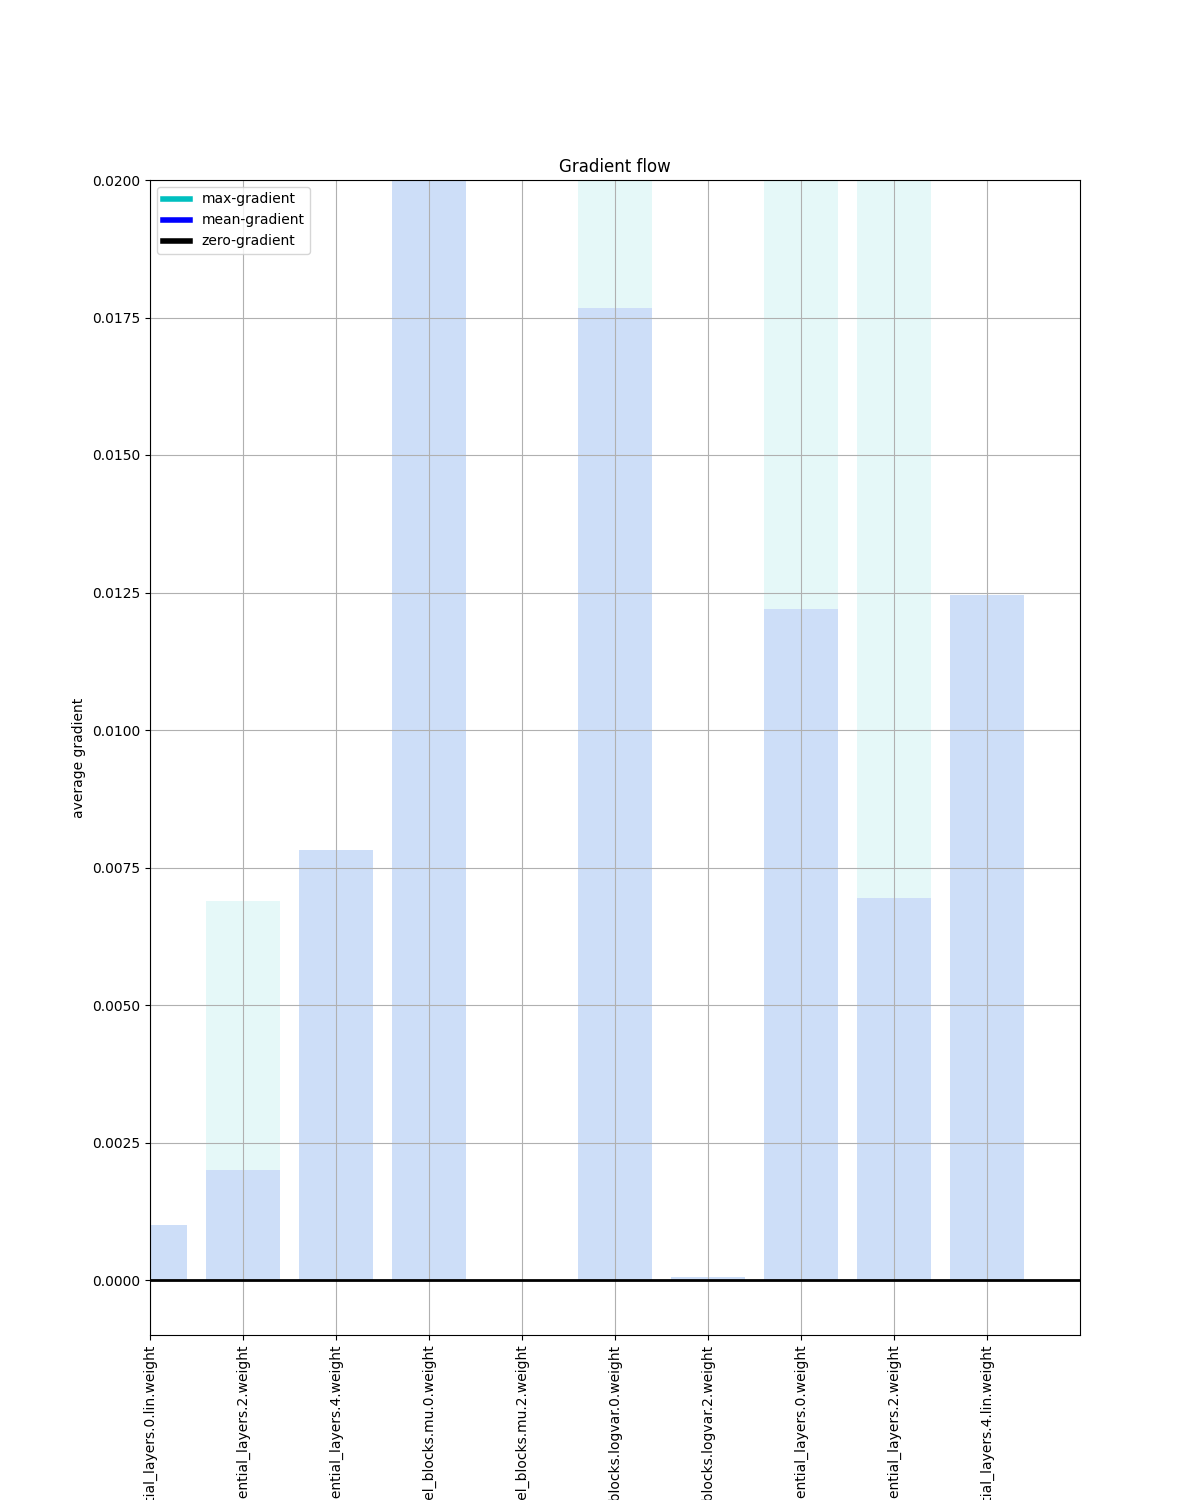 Gradient flow
max-gradient
mean-gradient
zero-gradient
0.0200
0.0175
0.0150
0.0125
0.0100
0.0075
0.0050
0.0025
0.0000
average gradient
tial_layers.0.lin.weight
ential_layers.2.weight
ential_layers.4.weight
el_blocks.mu.0.weight
el_blocks.mu.2.weight
blocks.logvar.0.weight
blocks.logvar.2.weight
ential_layers.0.weight
ential_layers.2.weight
tial_layers.4.lin.weight